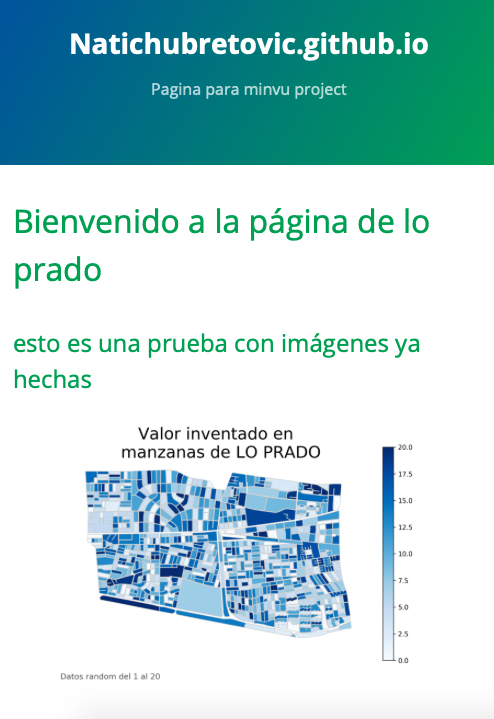 Natichubretovic.github.io
Pagina para minvu project
Bienvenido a la página de lo
prado
esto es una prueba con imágenes ya
hechas
Valor inventado en
manzanas de LO PRADO
20.0
17.5
15.0
12.5
10.0
7.5
5.0
2.5
0.0
Datos random del 1 al 20